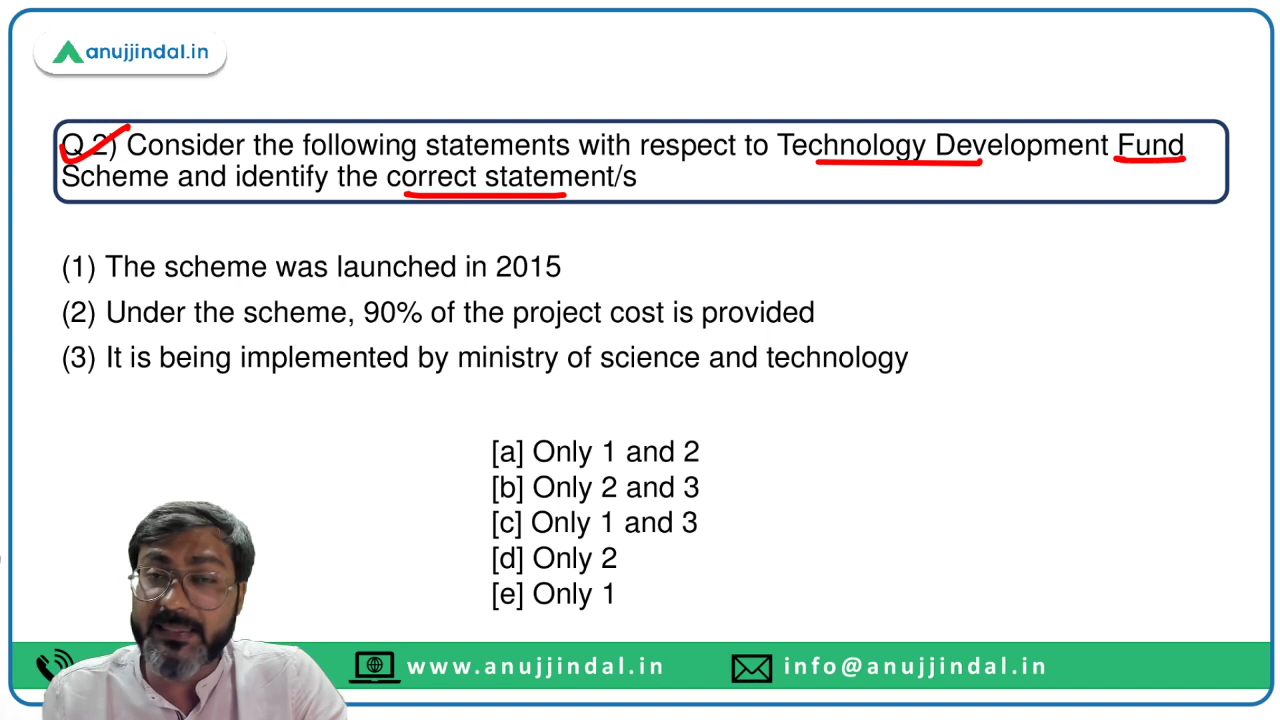 anujjindal.in
Q 2) Consider the following statements with respect to Technology Development Fund
Scheme and identify the correct statement/s
(1) The scheme was launched in 2015
(2) Under the scheme, 90% of the project cost is provided
(3) It is being implemented by ministry of science and technology
[a] Only 1 and 2
[b] Only 2 and 3
[c] Only 1 and 3
[d] Only 2
[e] Only 1
www.anujjindal.in
info@anujjindal.in